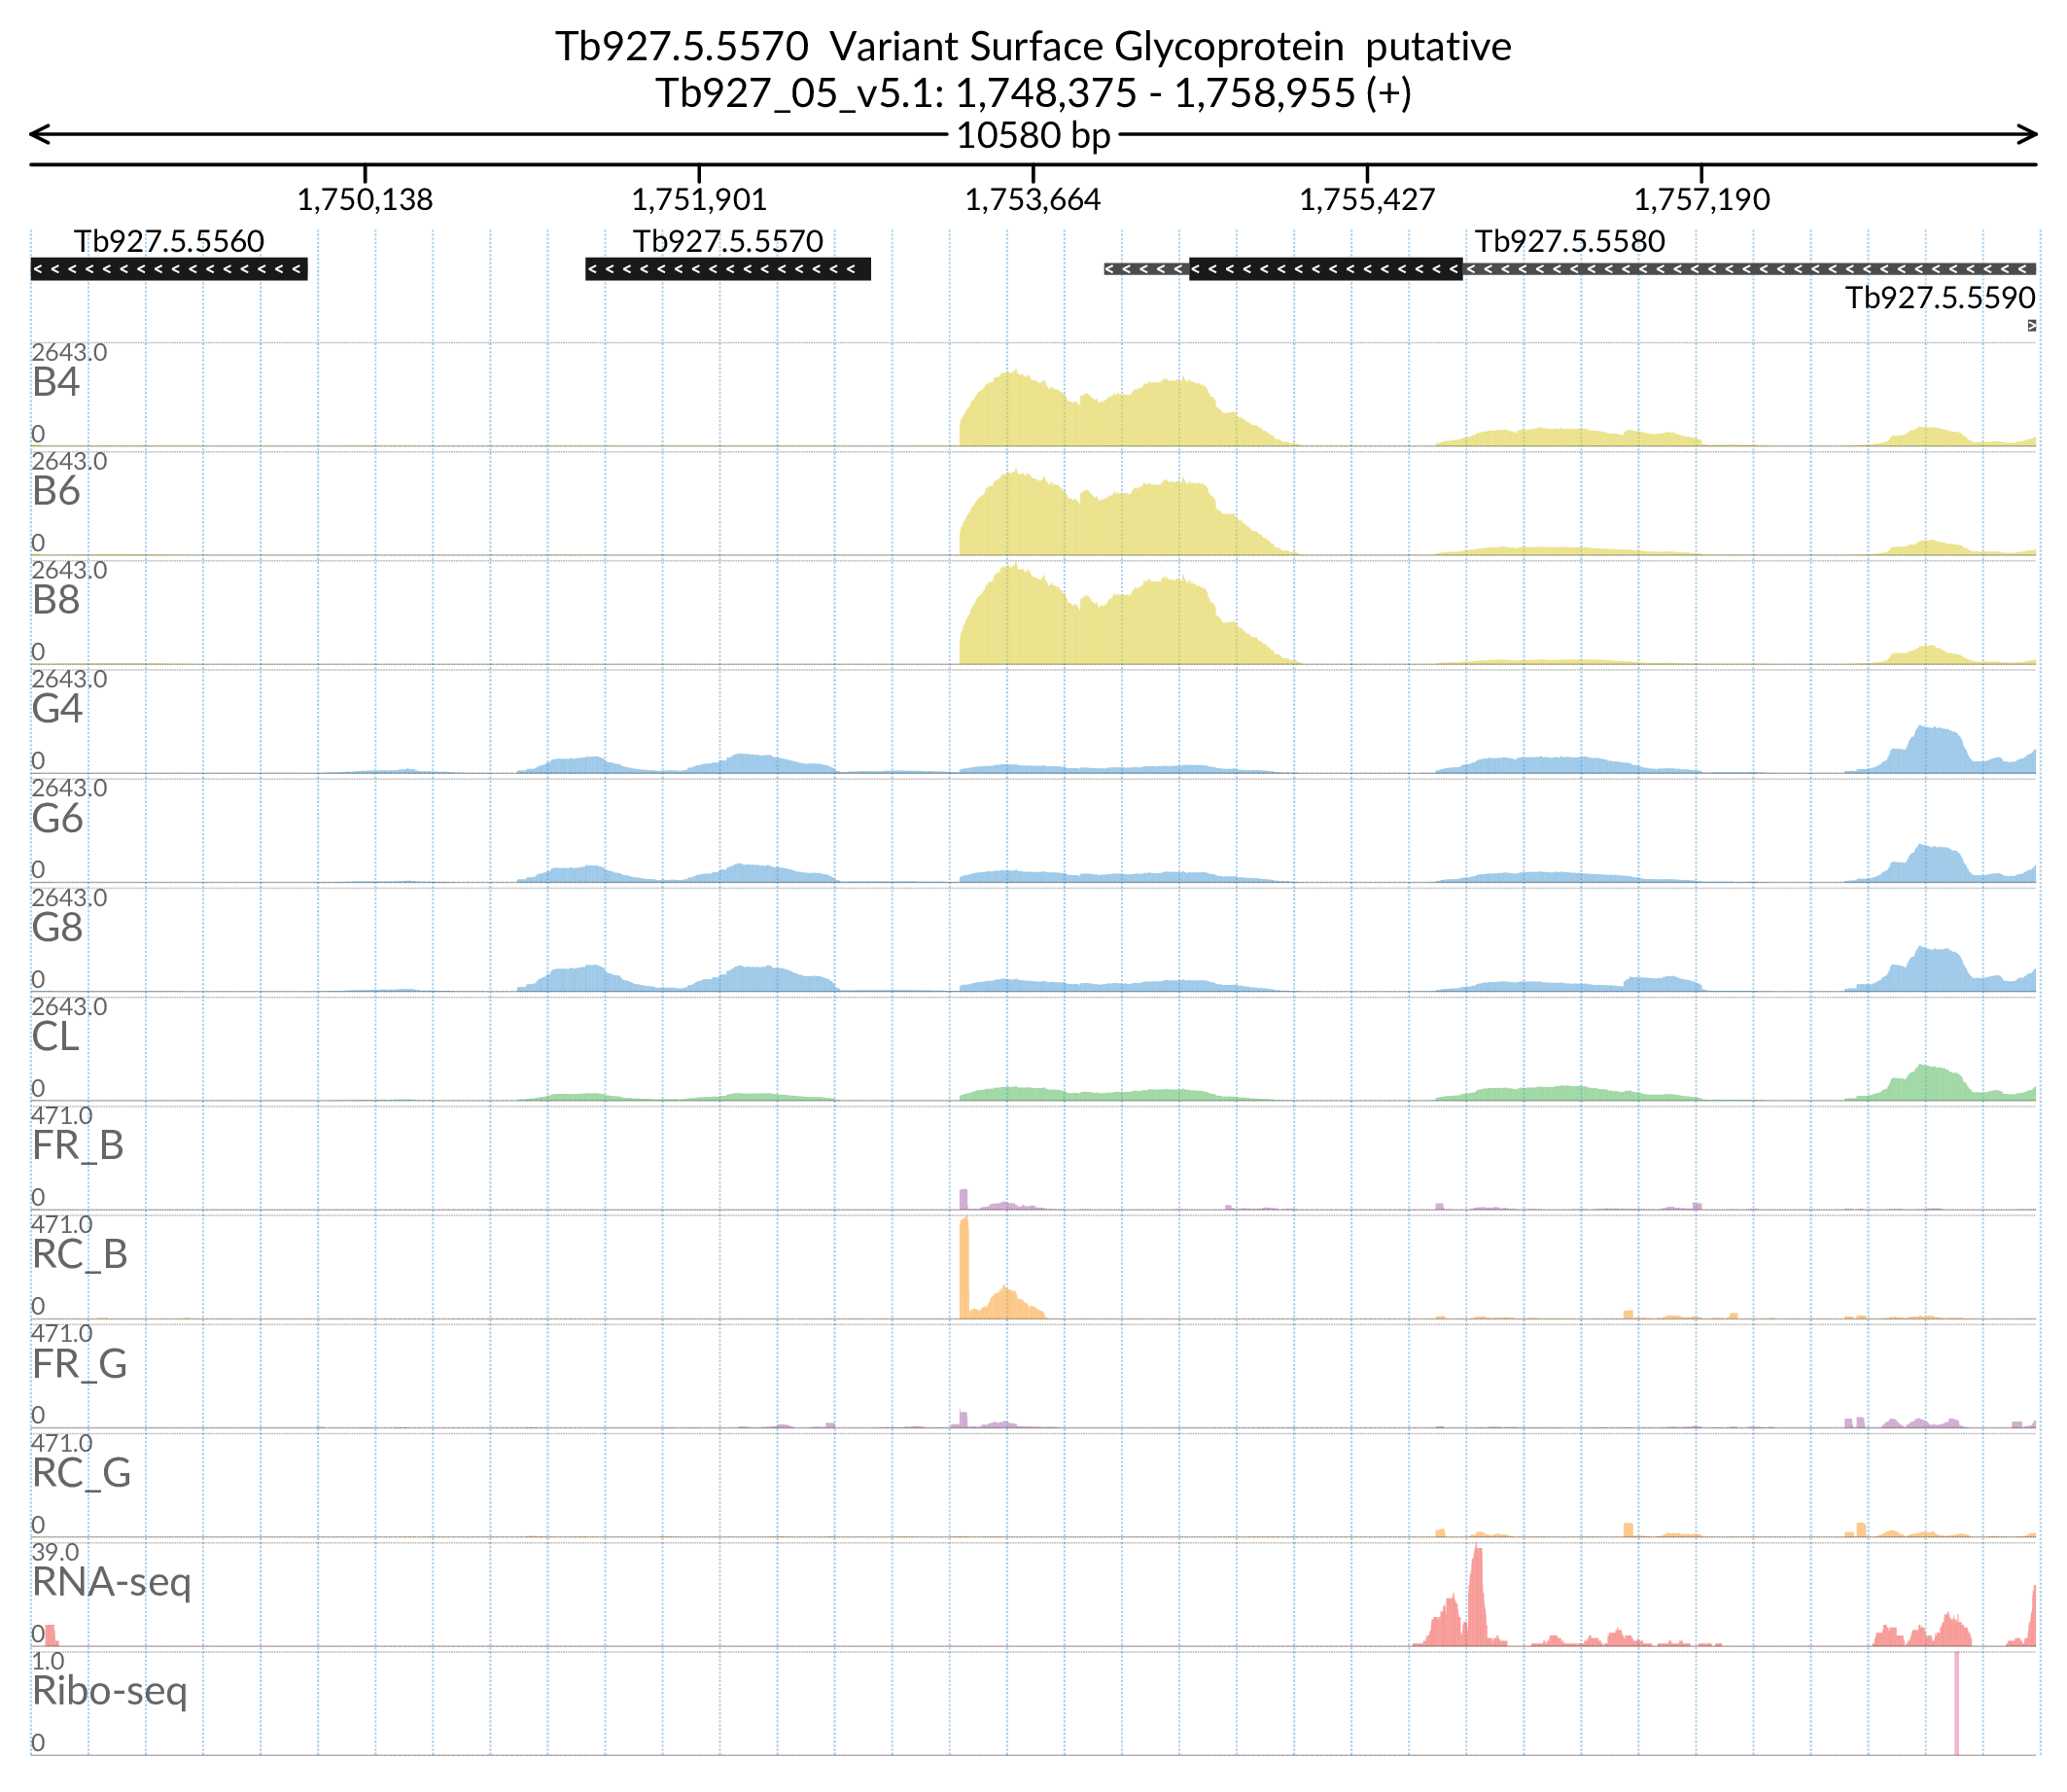 Tb927.5.5570  Variant Surface Glycoprotein  putative
Tb927_05_v5.1: 1,748,375 - 1,758,955 (+)
10580 bp
1,750,138 1,751,901 1,753,664 1,755,427 1,757,190
Tb927.5.5560 Tb927.5.5570 Tb927.5.5580
Tb927.5.5590
2643.0
B4
0
2643.0
B6
0
2643.0
B8
0
2643.0
G4
0
2643.0
G6
0
2643.0
G8
0
2643.0
CL
0
471.0
FR_B
0
471.0
RC_B
0
471.0
FR_G
0
471.0
RC_G
0
39.0
RNA-seq
0
1.0
Ribo-seq
0